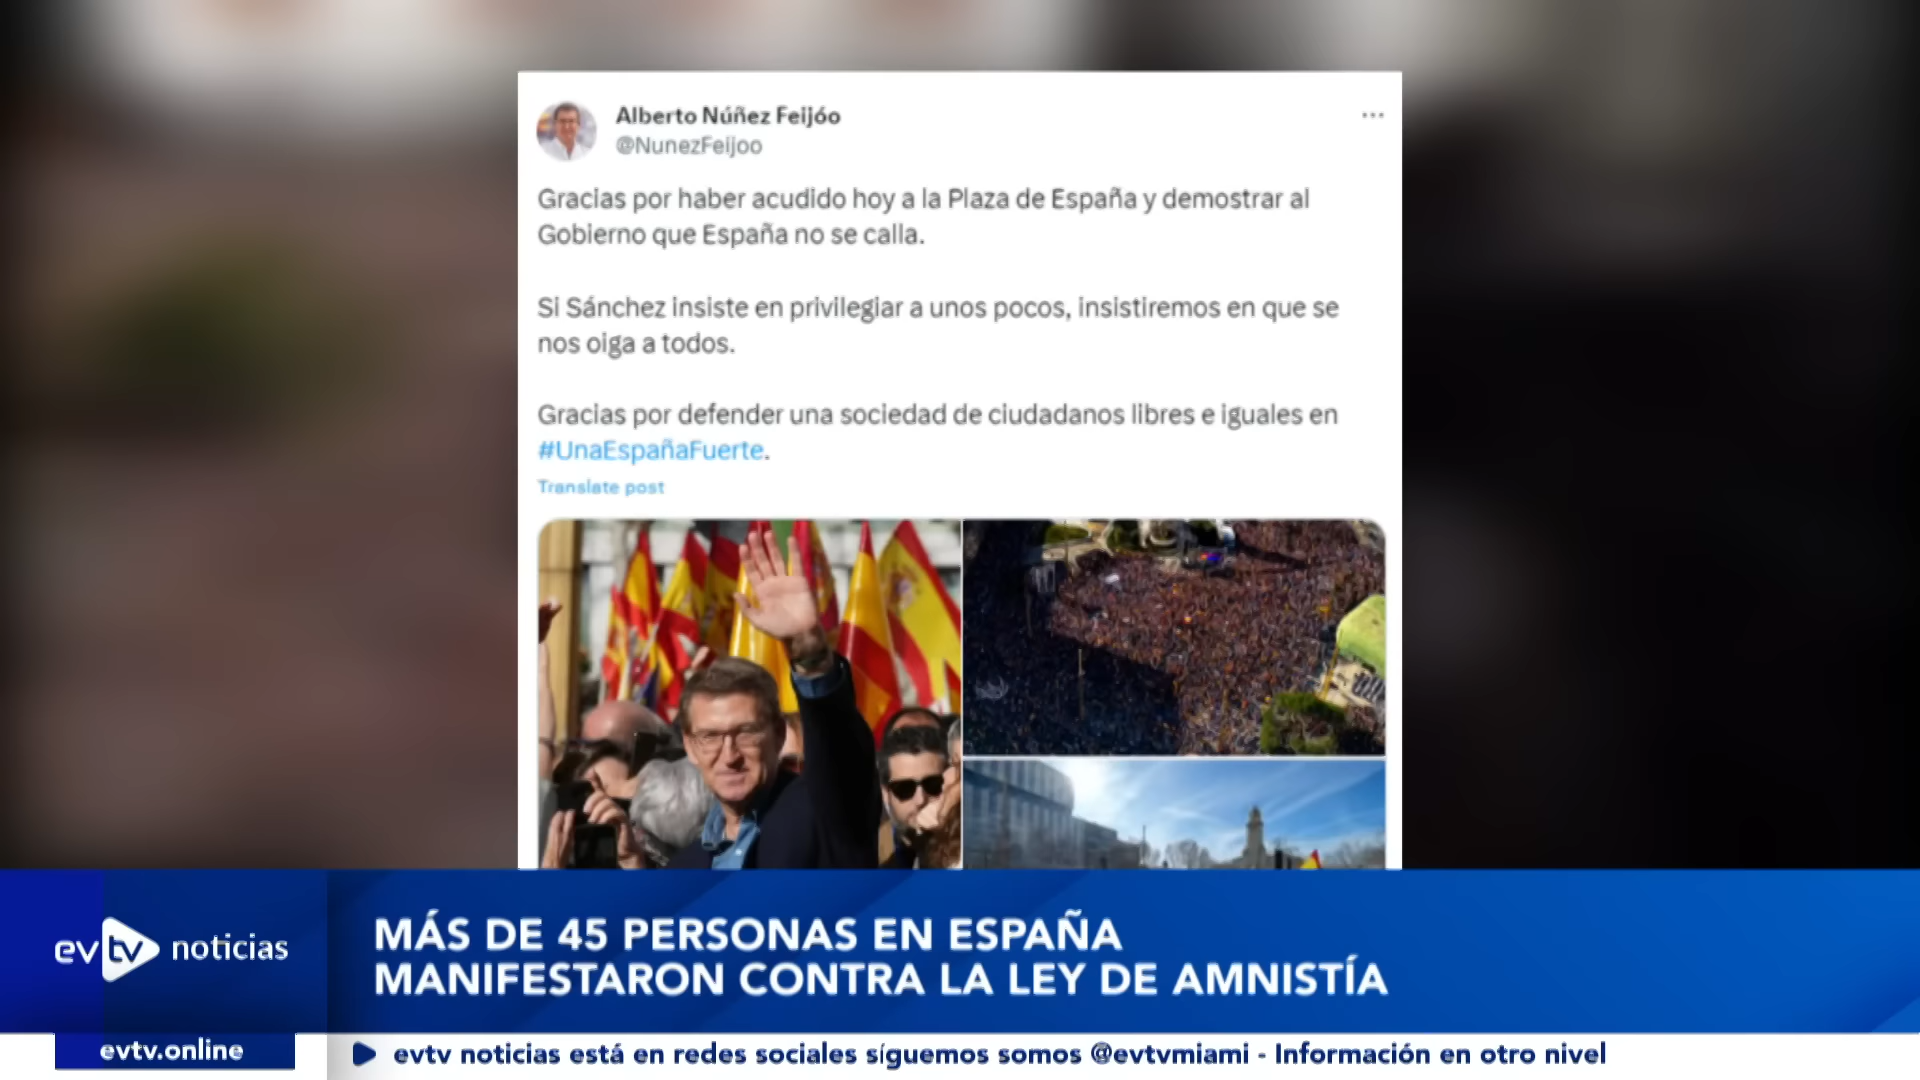 Alberto Núñez Feijóo
@NunezFeijoo
Gracias por haber acudido hoy a la Plaza de España y demostrar al
Gobierno que España no se calla.
Si Sánchez insiste en privilegiar a unos pocos, insistiremos en que se
nos oiga a todos.
Gracias por defender una sociedad de ciudadanos libres e iguales en
#UnaEspañaFuerte.
Translate post
evtv noticias
MÁS DE 45 PERSONAS EN ESPAÑA
MANIFESTARON CONTRA LA LEY DE AMNISTÍA
evtv.online
evtv noticias está en redes sociales síguemos somos @evtvmiami - Información en otro nivel